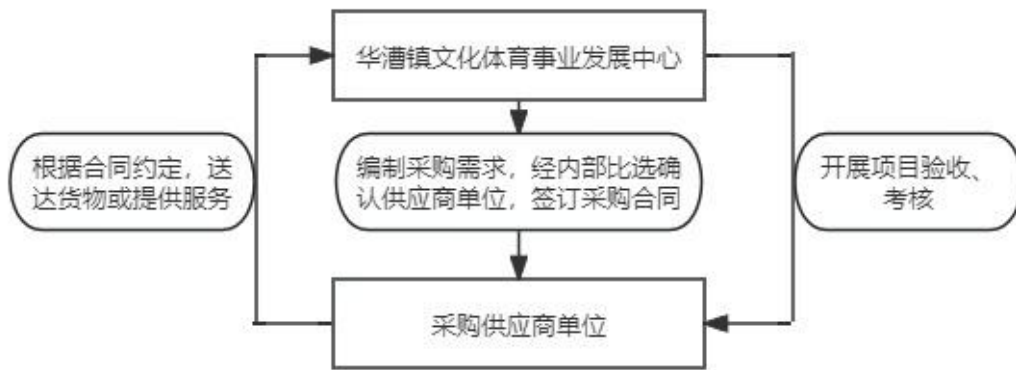 华漕镇文化体育事业发展中心
根据合同约定，送
达货物或提供服务
编制采购需求，经内部比选确
认供应商单位，签订采购合同
开展项目验收、
考核
采购供应商单位